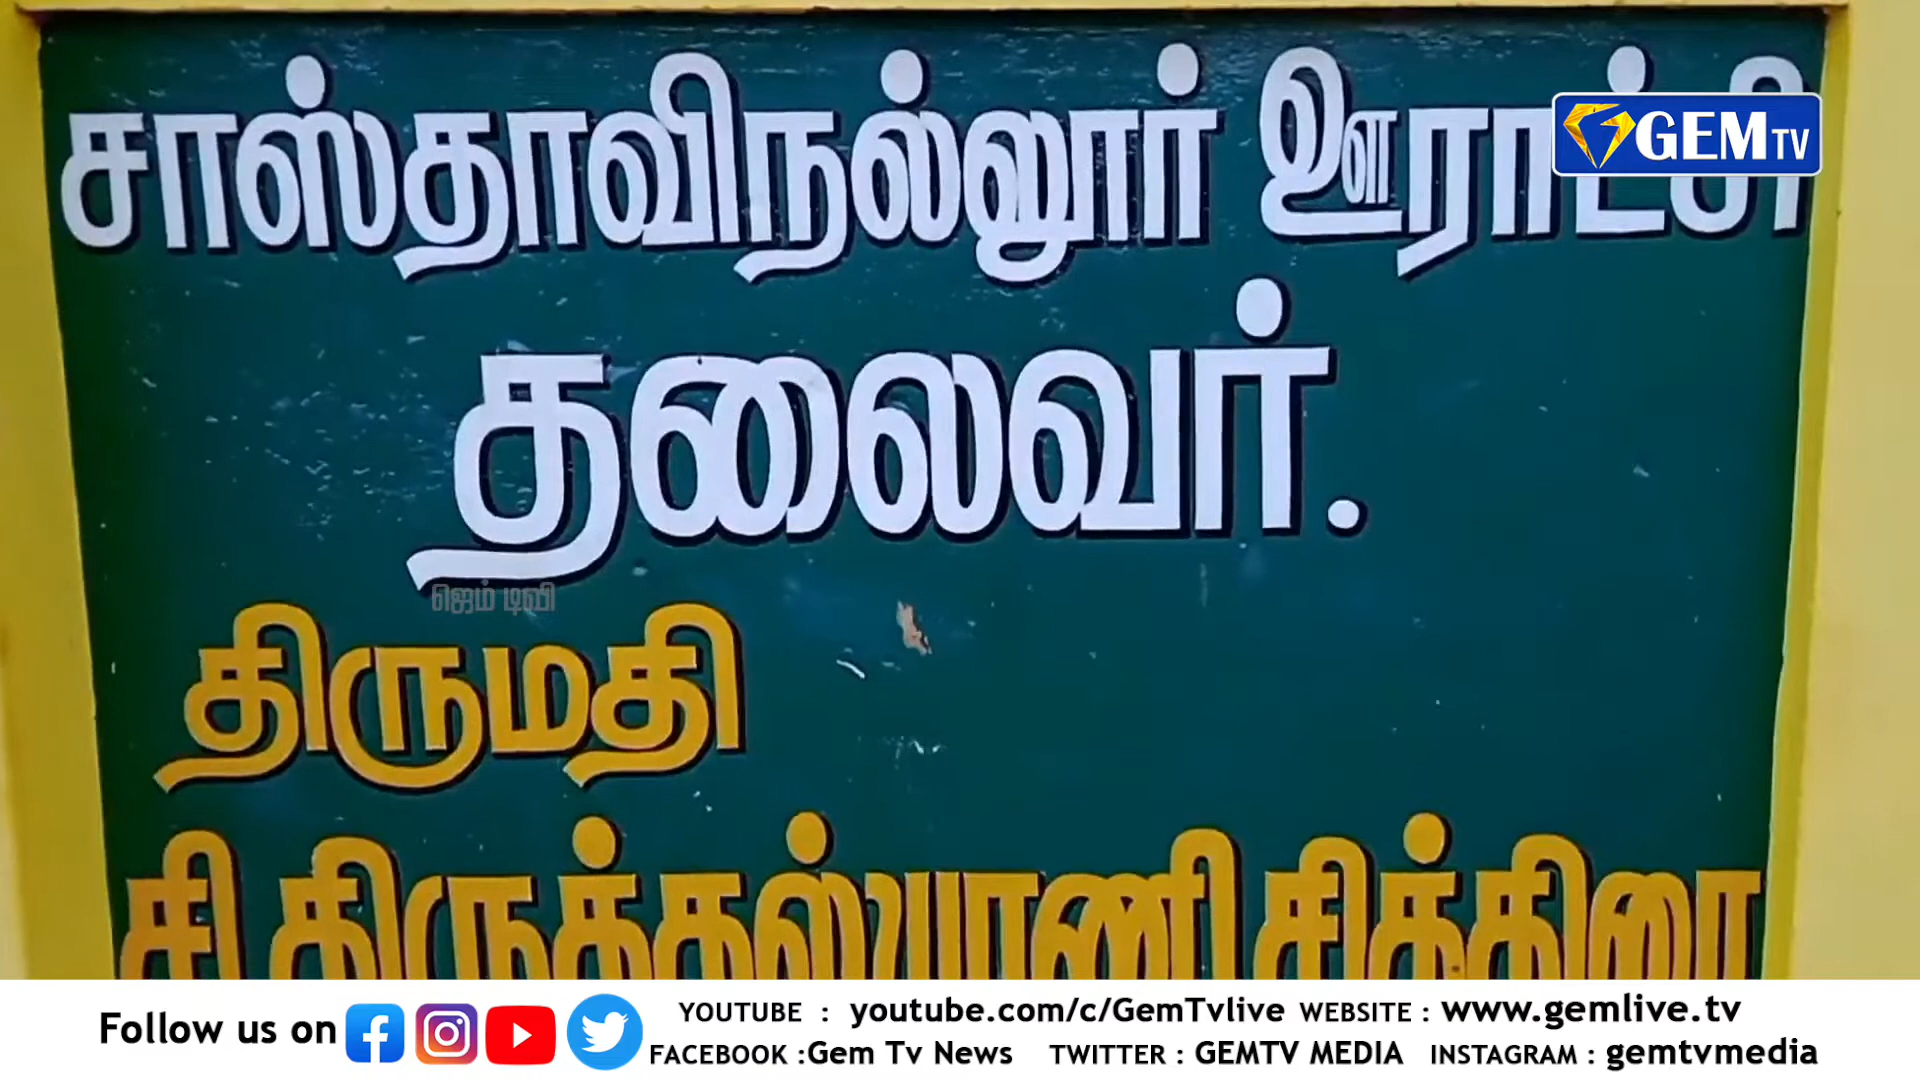 சாஸ்தாவிநல்லூர் ஊராட்சி
GEM TV
தலைவர்.
ஜெம் டிவி
திருமதி
Follow us on
YOUTUBE : youtube.com/c/GemTvlive WEBSITE : www.gemlive.tv
FACEBOOK :Gem Tv News TWITTER : GEMTV MEDIA INSTAGRAM : gemtvmedia